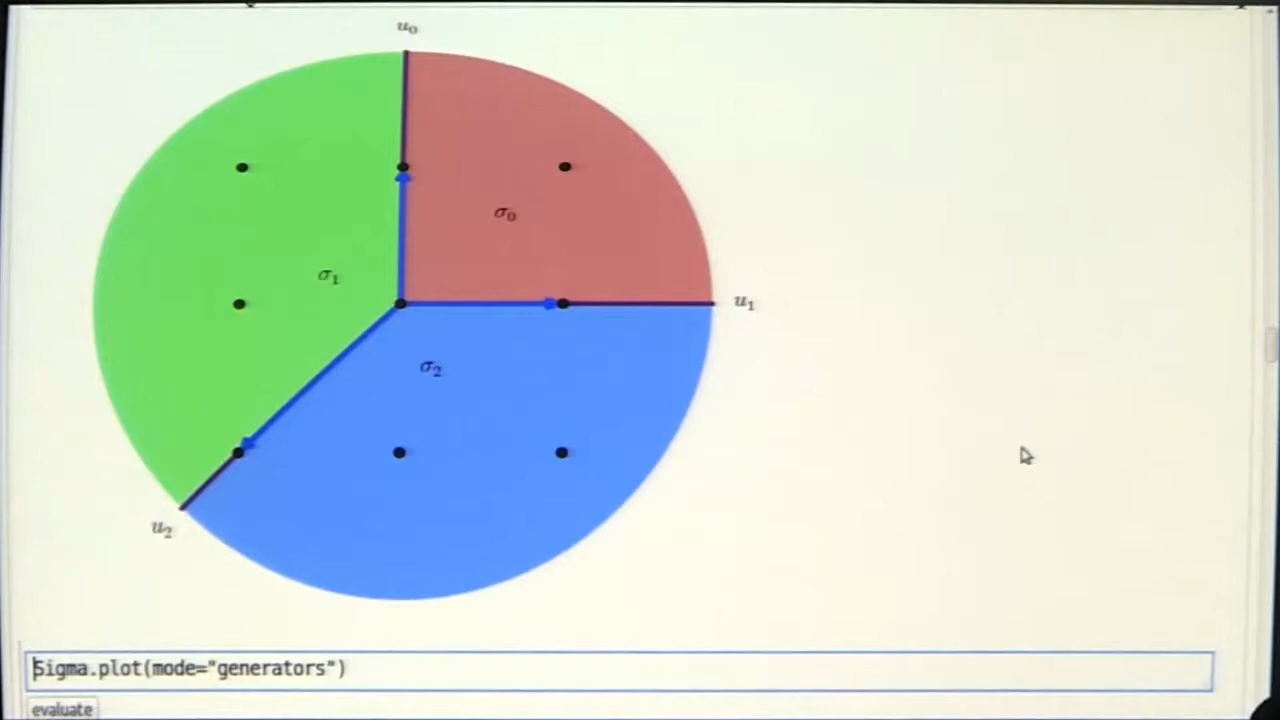 u₀
σ₀
σ₁
u₁
σ₂
u₂
Sigma.plot(mode="generators")
evaluate